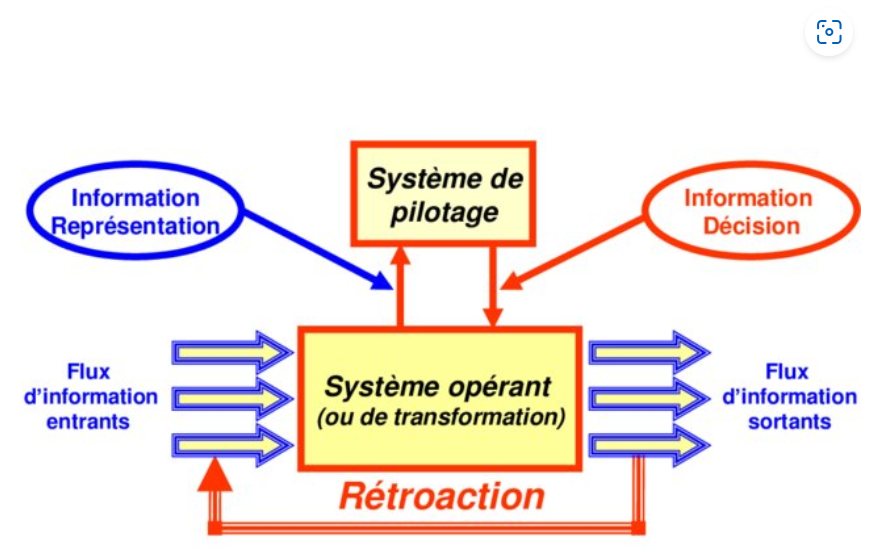 Système de
pilotage
Information
Représentation
Information
Décision
Flux
d'information
entrants
Système opérant
(ou de transformation)
Flux
d'information
sortants
Rétroaction